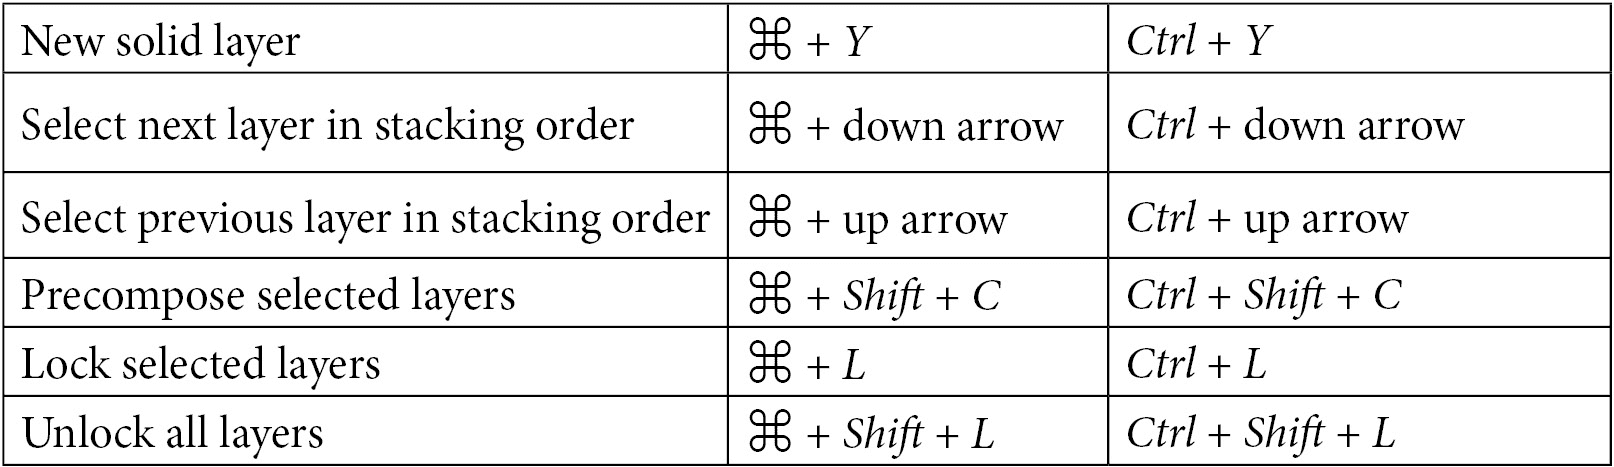 New solid layer ⌘ + Y Ctrl + Y
Select next layer in stacking order ⌘ + down arrow Ctrl + down arrow
Select previous layer in stacking order ⌘ + up arrow Ctrl + up arrow
Precompose selected layers ⌘ + Shift + C Ctrl + Shift + C
Lock selected layers ⌘ + L Ctrl + L
Unlock all layers ⌘ + Shift + L Ctrl + Shift + L